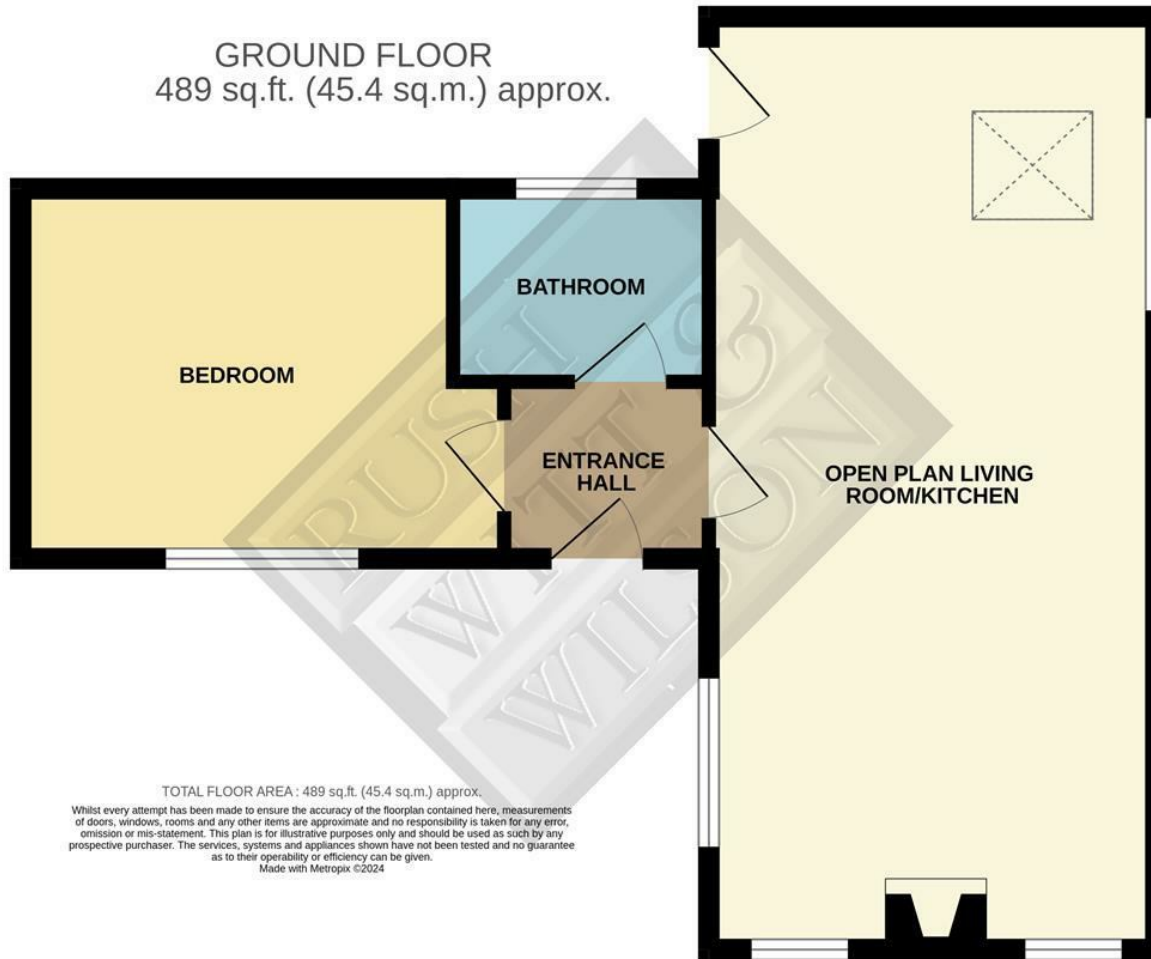 GROUND FLOOR
489 sq.ft. (45.4 sq.m.) approx.
BATHROOM
BEDROOM
ENTRANCE
HALL
OPEN PLAN LIVING
ROOM/KITCHEN
RUSH
WITT &
WILSON
TOTAL FLOOR AREA : 489 sq.ft. (45.4 sq.m.) approx.
Whilst every attempt has been made to ensure the accuracy of the floorplan contained here, measurements
of doors, windows, rooms and any other items are approximate and no responsibility is taken for any error,
omission or mis-statement. This plan is for illustrative purposes only and should be used as such by any
prospective purchaser. The services, systems and appliances shown have not been tested and no guarantee
as to their operability or efficiency can be given.
Made with Metropix ©2024